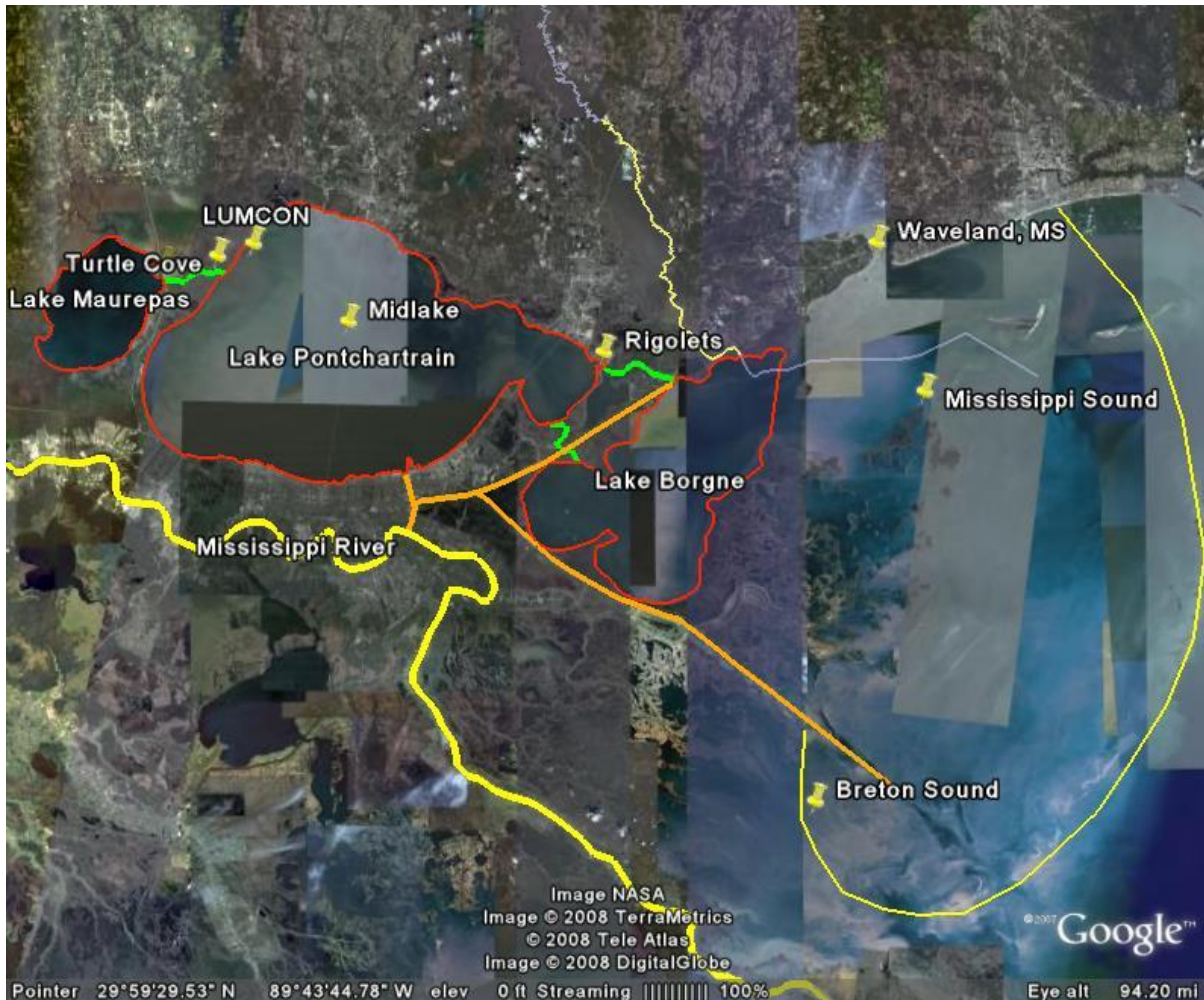 LUMCON
Waveland, MS
Turtle Cove
Lake Maurepas
Midlake
Rigolets
Lake Pontchartrain
Mississippi Sound
Lake Borgne
Mississippi River
Breton Sound
Image NASA
Image © 2008 TerraMetrics
© 2008 Tele Atlas
Image © 2008 DigitalGlobe
©2007 Google™
Pointer 29°59'29.53" N 89°43'44.78" W elev 0 ft Streaming |||||||||| 100% Eye alt 94.20 mi